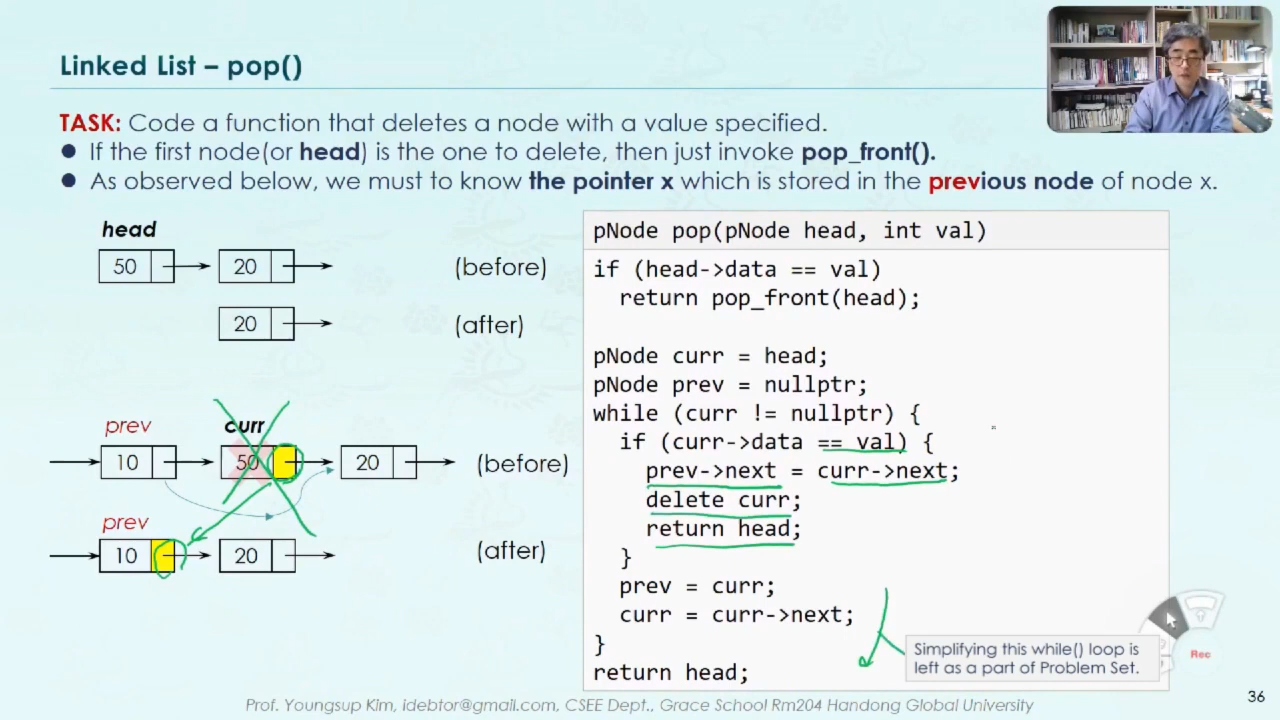 Linked List – pop()
TASK: Code a function that deletes a node with a value specified.
● If the first node(or head) is the one to delete, then just invoke pop_front().
● As observed below, we must to know the pointer x which is stored in the previous node of node x.
head
50 20 (before)
20 (after)
prev curr
10 50 20 (before)
prev
10 20 (after)
pNode pop(pNode head, int val)
if (head->data == val)
return pop_front(head);
pNode curr = head;
pNode prev = nullptr;
while (curr != nullptr) {
if (curr->data == val) {
prev->next = curr->next;
delete curr;
return head;
}
prev = curr;
curr = curr->next;
}
return head;
Simplifying this while() loop is
left as a part of Problem Set.
Rec
Prof. Youngsup Kim, idebtor@gmail.com, CSEE Dept., Grace School Rm204 Handong Global University
36